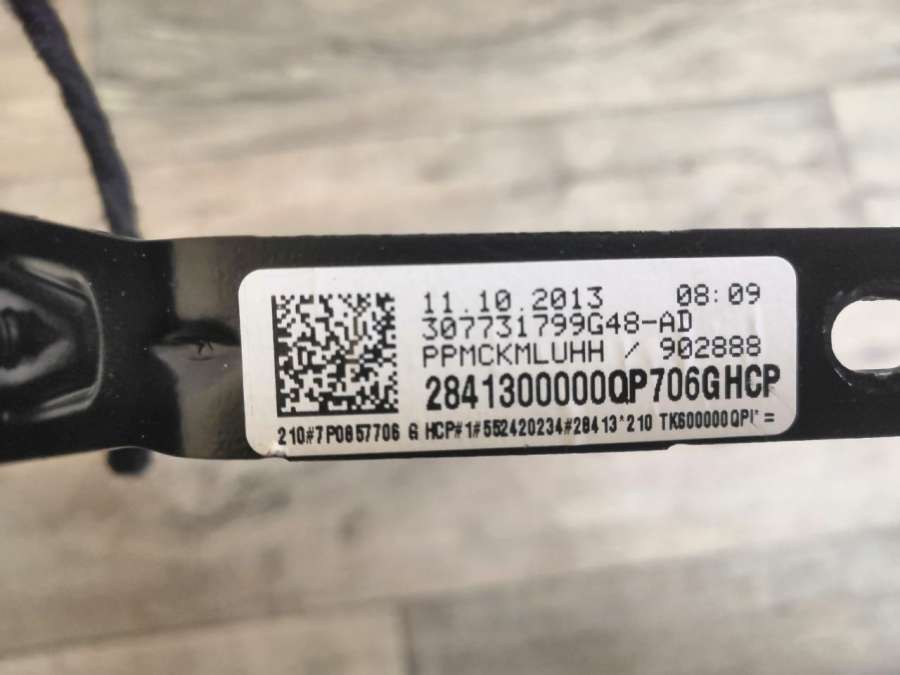 11.10.2013 08:09
307731799G48-AD
PPMCKMLUHH / 902888
2841300000QP706GHCP
210#7P0857706 G HCP#1#552420234#28413*210 TK600000QPI* =